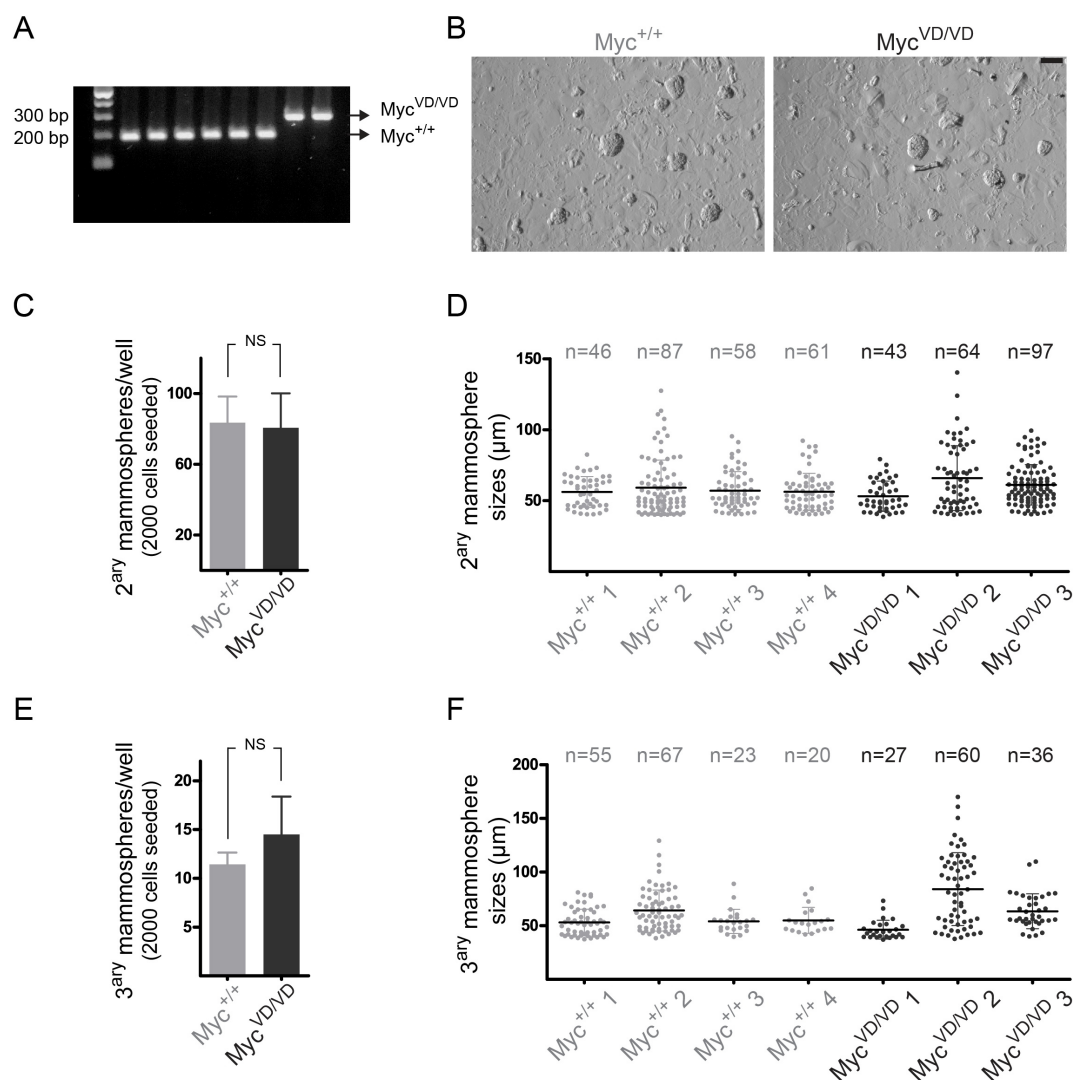 A
300 bp
200 bp
Myc^VD/VD
Myc^+/+
B
Myc^+/+
Myc^VD/VD
C
2^ary mammospheres/well
(2000 cells seeded)
NS
100
60
20
Myc^+/+
Myc^VD/VD
D
2^ary mammosphere
sizes (µm)
150
100
50
n=46 n=87 n=58 n=61 n=43 n=64 n=97
Myc^+/+ 1
Myc^+/+ 2
Myc^+/+ 3
Myc^+/+ 4
Myc^VD/VD 1
Myc^VD/VD 2
Myc^VD/VD 3
E
3^ary mammospheres/well
(2000 cells seeded)
NS
20
15
10
5
Myc^+/+
Myc^VD/VD
F
3^ary mammosphere
sizes (µm)
200
150
100
50
n=55 n=67 n=23 n=20 n=27 n=60 n=36
Myc^+/+ 1
Myc^+/+ 2
Myc^+/+ 3
Myc^+/+ 4
Myc^VD/VD 1
Myc^VD/VD 2
Myc^VD/VD 3